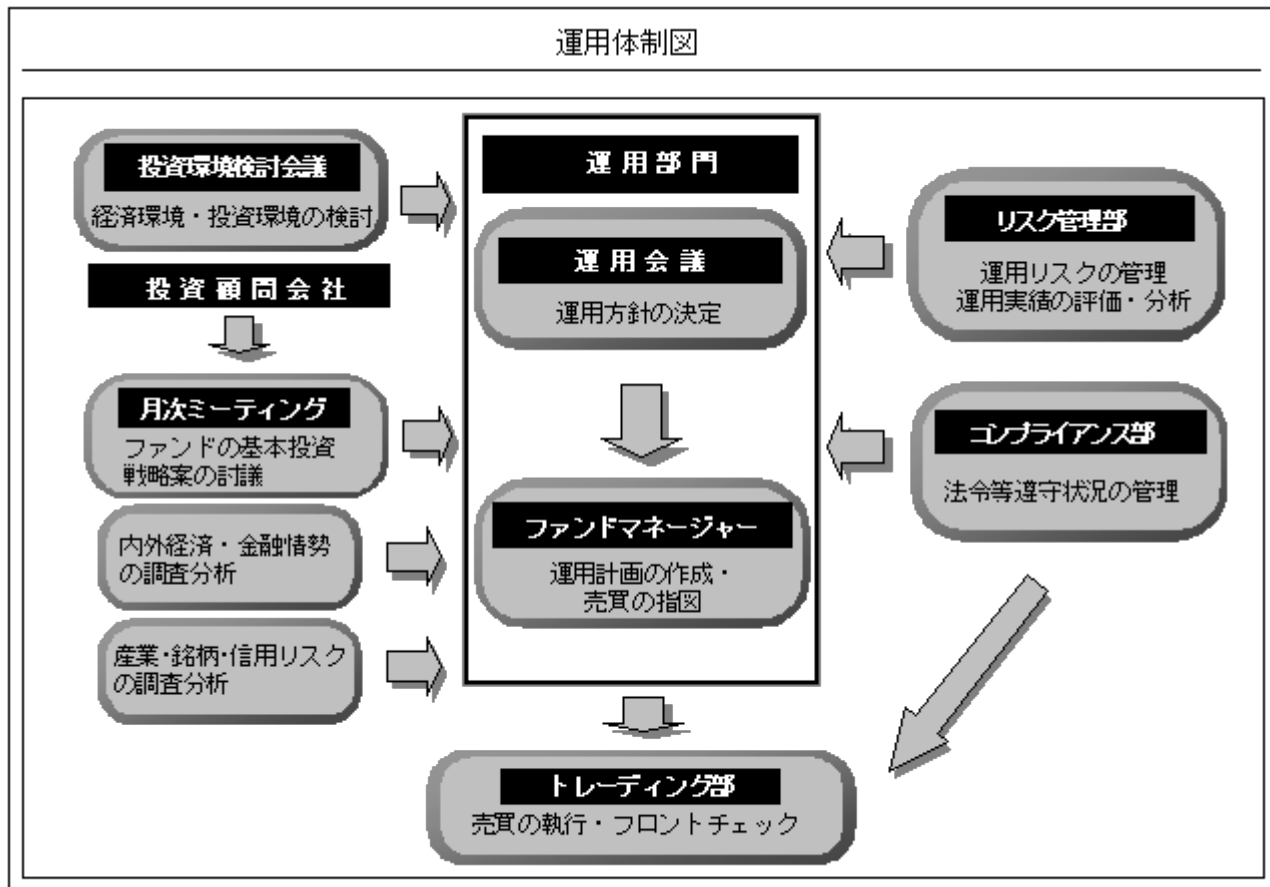 運用体制図
投資環境検討会議
経済環境・投資環境の検討
投資顧問会社
月次ミーティング
ファンドの基本投資
戦略案の討議
内外経済・金融情勢
の調査分析
産業・銘柄・信用リスク
の調査分析
運用部門
運用会議
運用方針の決定
ファンドマネージャー
運用計画の作成・
売買の指図
リスク管理部
運用リスクの管理
運用実績の評価・分析
コンプライアンス部
法令等遵守状況の管理
トレーディング部
売買の執行・フロントチェック